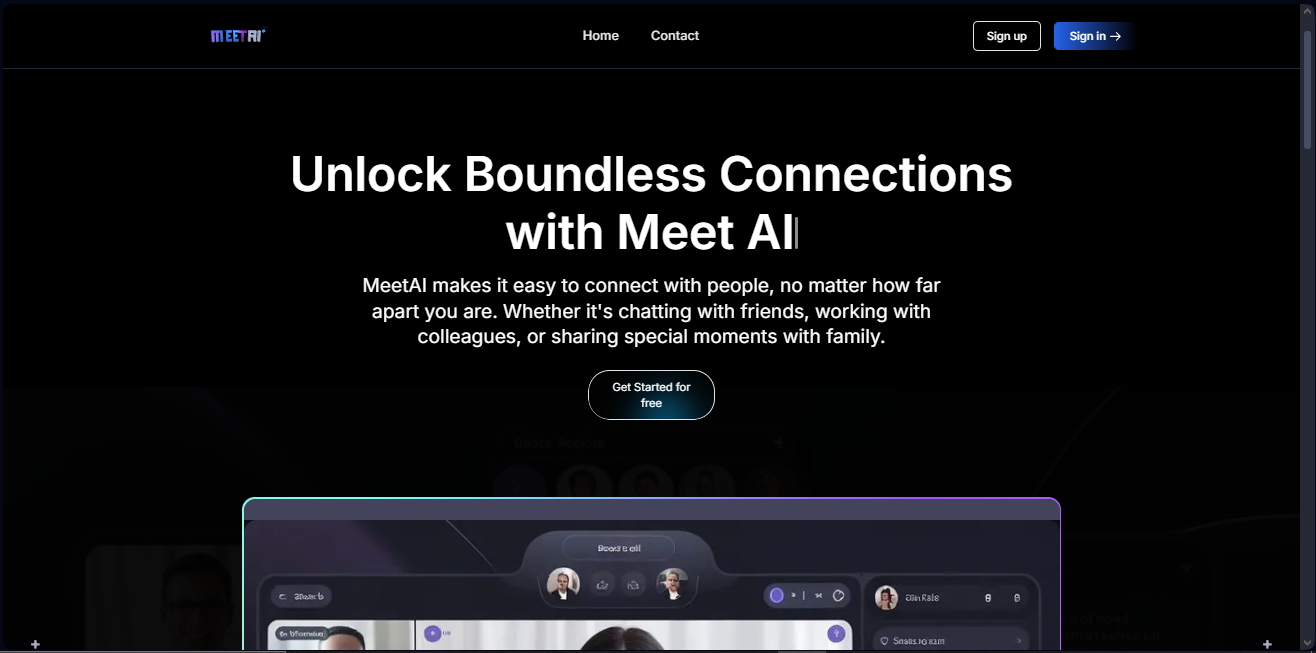 MEETAI
Home
Contact
Sign up
Sign in →
Unlock Boundless Connections
with Meet AI
MeetAI makes it easy to connect with people, no matter how far
apart you are. Whether it's chatting with friends, working with
colleagues, or sharing special moments with family.
Get Started for
free